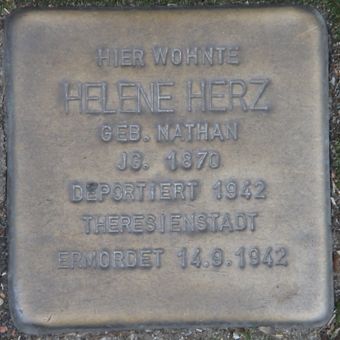 HIER WOHNTE
HELENE HERZ
GEB. NATHAN
JG. 1870
DEPORTIERT 1942
THERESIENSTADT
ERMORDET 14.9.1942